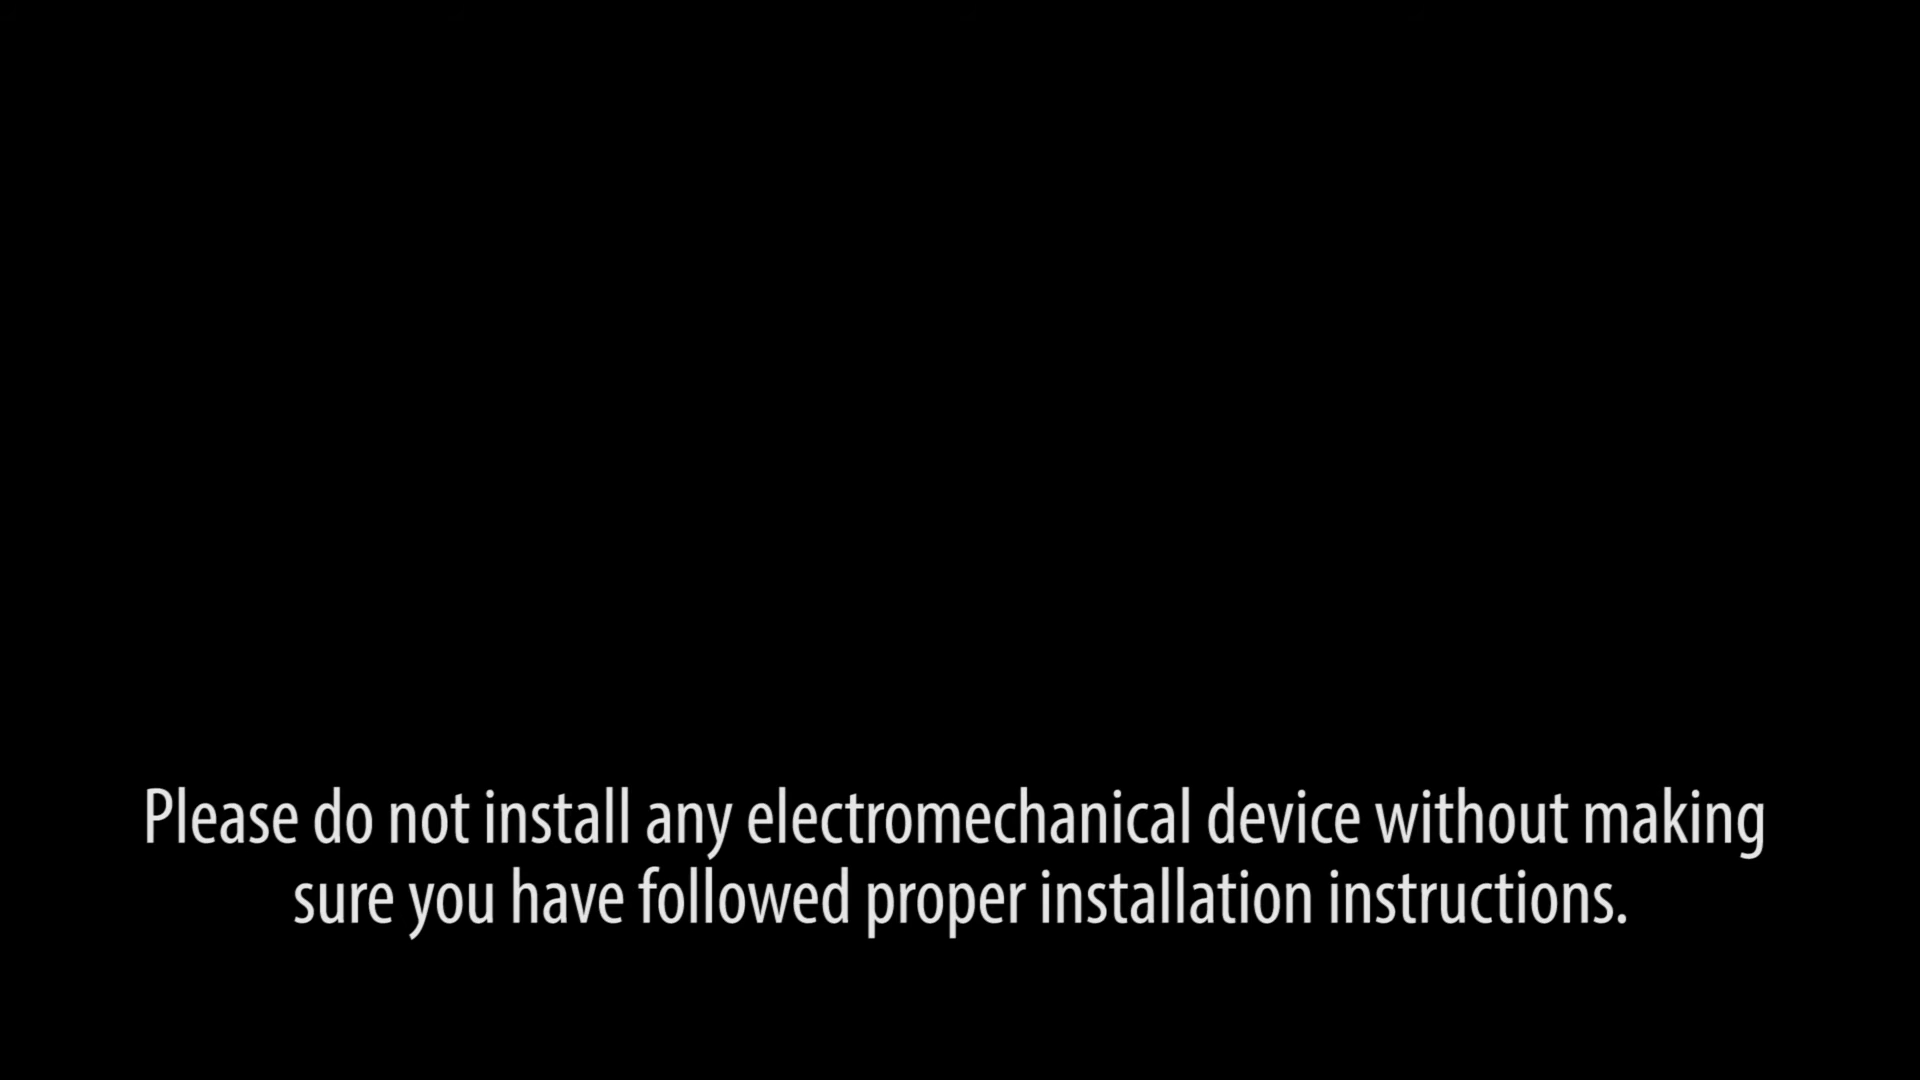 Please do not install any electromechanical device without making
sure you have followed proper installation instructions.